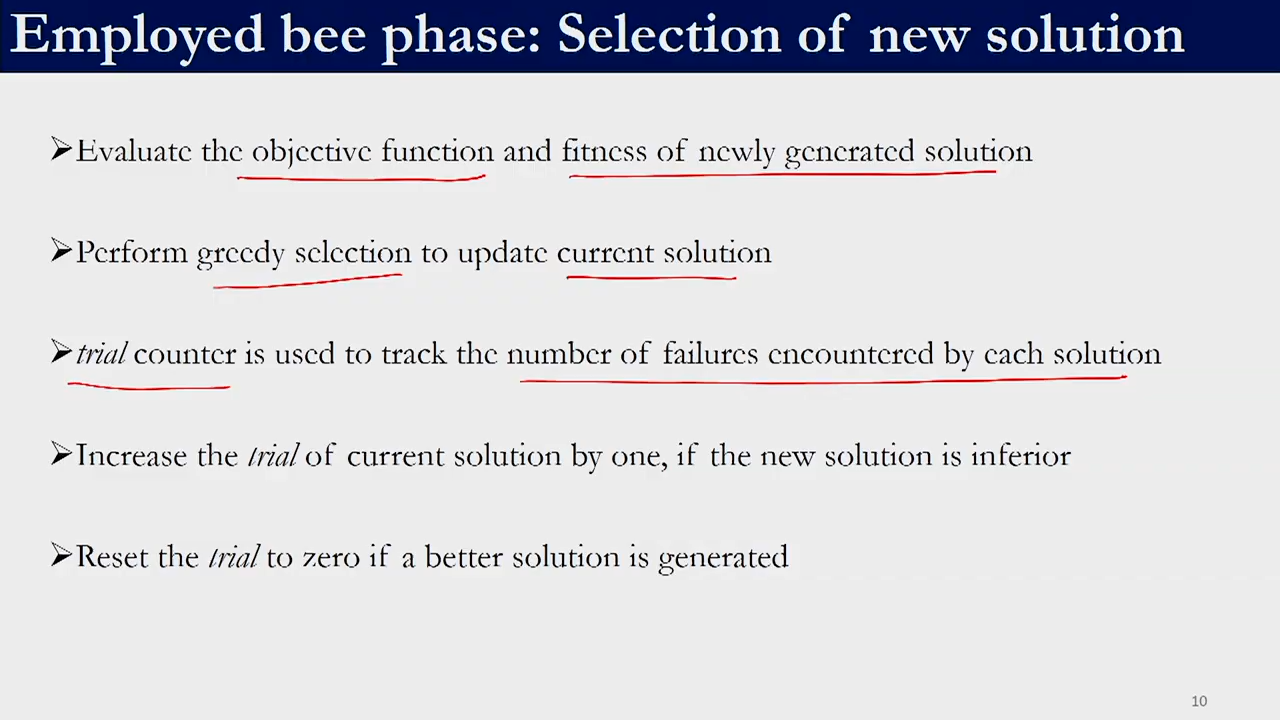 Employed bee phase: Selection of new solution
➢Evaluate the objective function and fitness of newly generated solution
➢Perform greedy selection to update current solution
➢trial counter is used to track the number of failures encountered by each solution
➢Increase the trial of current solution by one, if the new solution is inferior
➢Reset the trial to zero if a better solution is generated
10